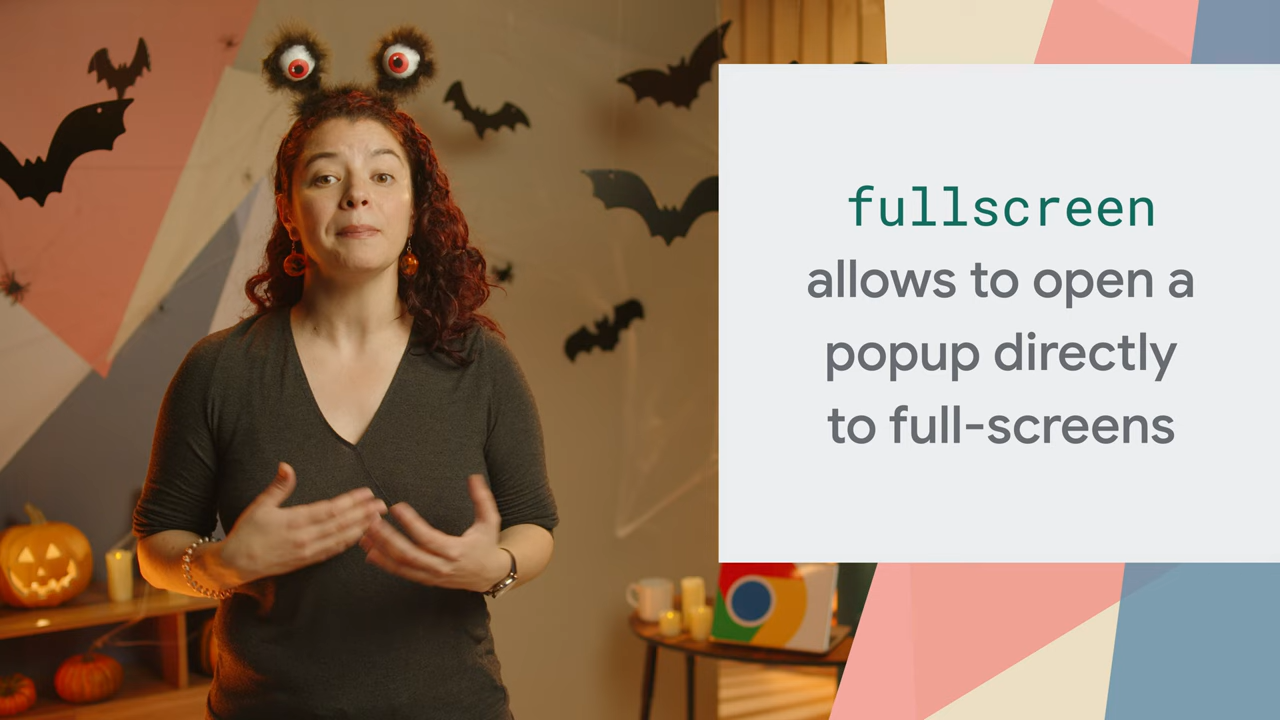 fullscreen
allows to open a
popup directly
to full-screens